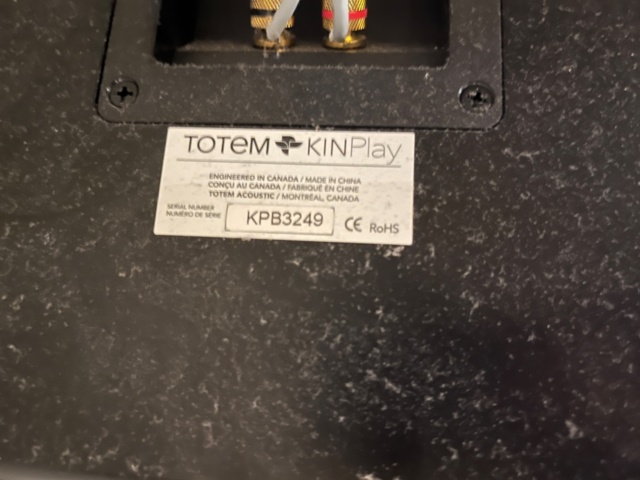 TOTEM KINPlay
ENGINEERED IN CANADA / MADE IN CHINA
CONÇU AU CANADA / FABRIQUÉ EN CHINE
TOTEM ACOUSTIC / MONTRÉAL, CANADA
SERIAL NUMBER
NUMÉRO DE SÉRIE
KPB3249
CE RoHS